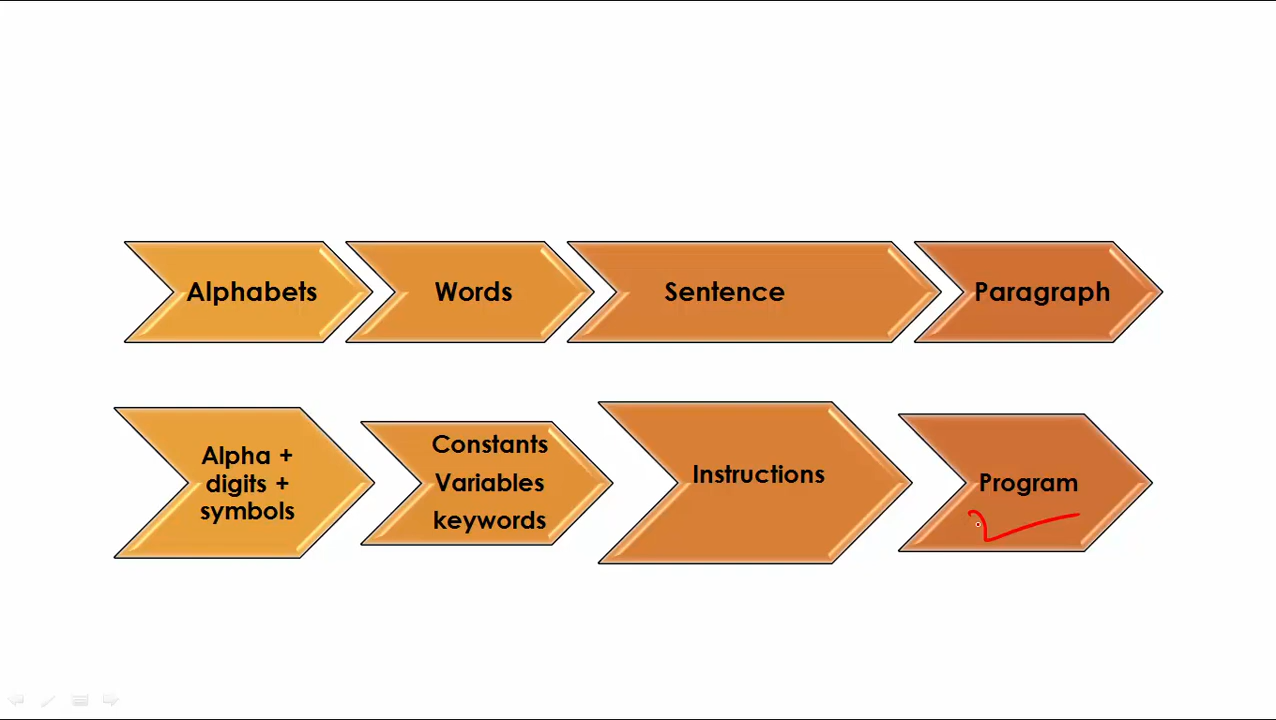 Alphabets
Words
Sentence
Paragraph
Alpha +
digits +
symbols
Constants
Variables
keywords
Instructions
Program